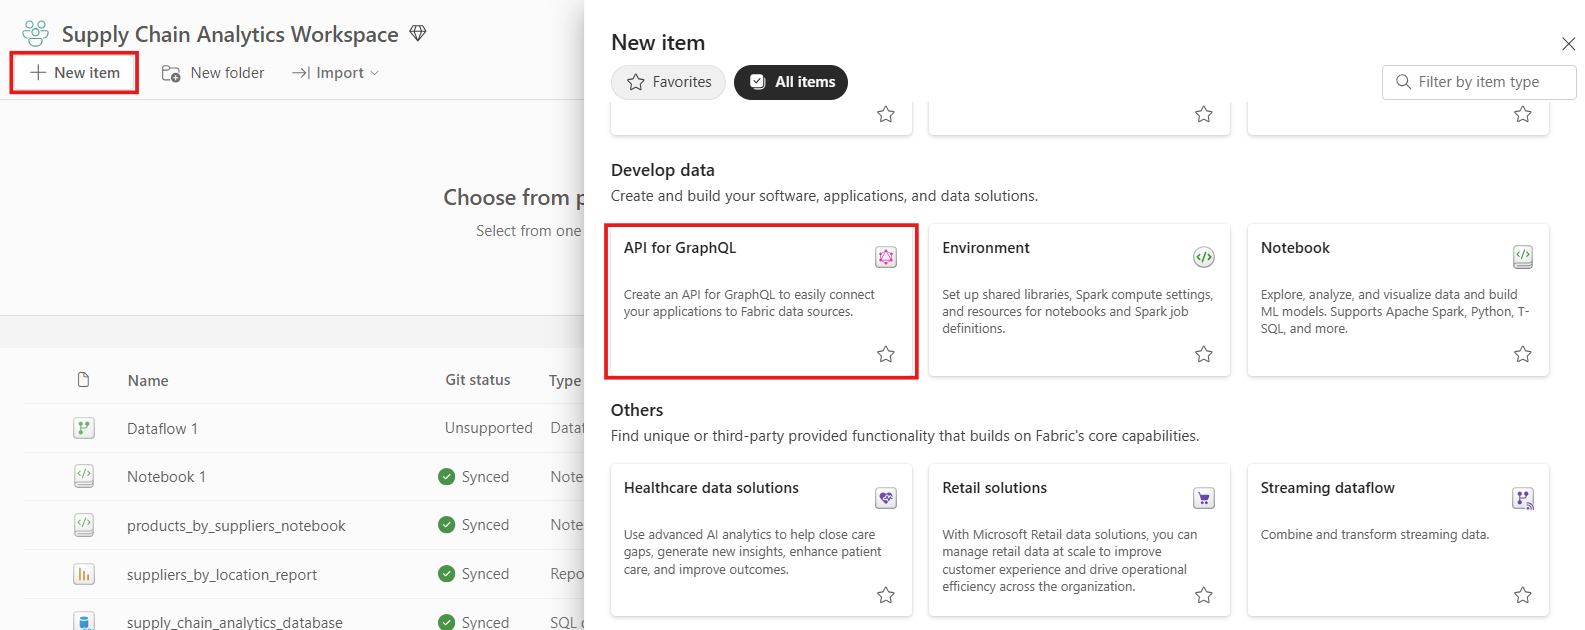 Supply Chain Analytics Workspace
New item
New folder
Import
Choose from
Select from one
Name
Git status
Type
Dataflow 1
Unsupported
Notebook 1
Synced
products_by_suppliers_notebook
Synced
suppliers_by_location_report
Synced
supply_chain_analytics_database
Synced
SQL
New item
Favorites
All items
Filter by item type
Develop data
Create and build your software, applications, and data solutions.
API for GraphQL
Create an API for GraphQL to easily connect
your applications to Fabric data sources.
Environment
Set up shared libraries, Spark compute settings,
and resources for notebooks and Spark job
definitions.
Notebook
Explore, analyze, and visualize data and build
ML models. Supports Apache Spark, Python, T-
SQL, and more.
Others
Find unique or third-party provided functionality that builds on Fabric's core capabilities.
Healthcare data solutions
Use advanced AI analytics to help close care
gaps, generate new insights, enhance patient
care, and improve outcomes.
Retail solutions
With Microsoft Retail data solutions, you can
manage retail data at scale to improve
customer experience and drive operational
efficiency across the organization.
Streaming dataflow
Combine and transform streaming data.